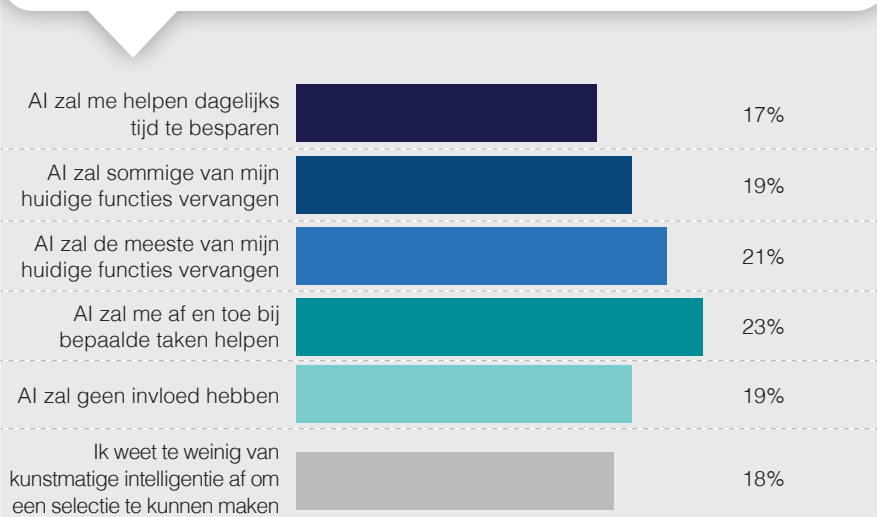 AI zal me helpen dagelijks
tijd te besparen
17%
AI zal sommige van mijn
huidige functies vervangen
19%
AI zal de meeste van mijn
huidige functies vervangen
21%
AI zal me af en toe bij
bepaalde taken helpen
23%
AI zal geen invloed hebben
19%
Ik weet te weinig van
kunstmatige intelligentie af om
een selectie te kunnen maken
18%